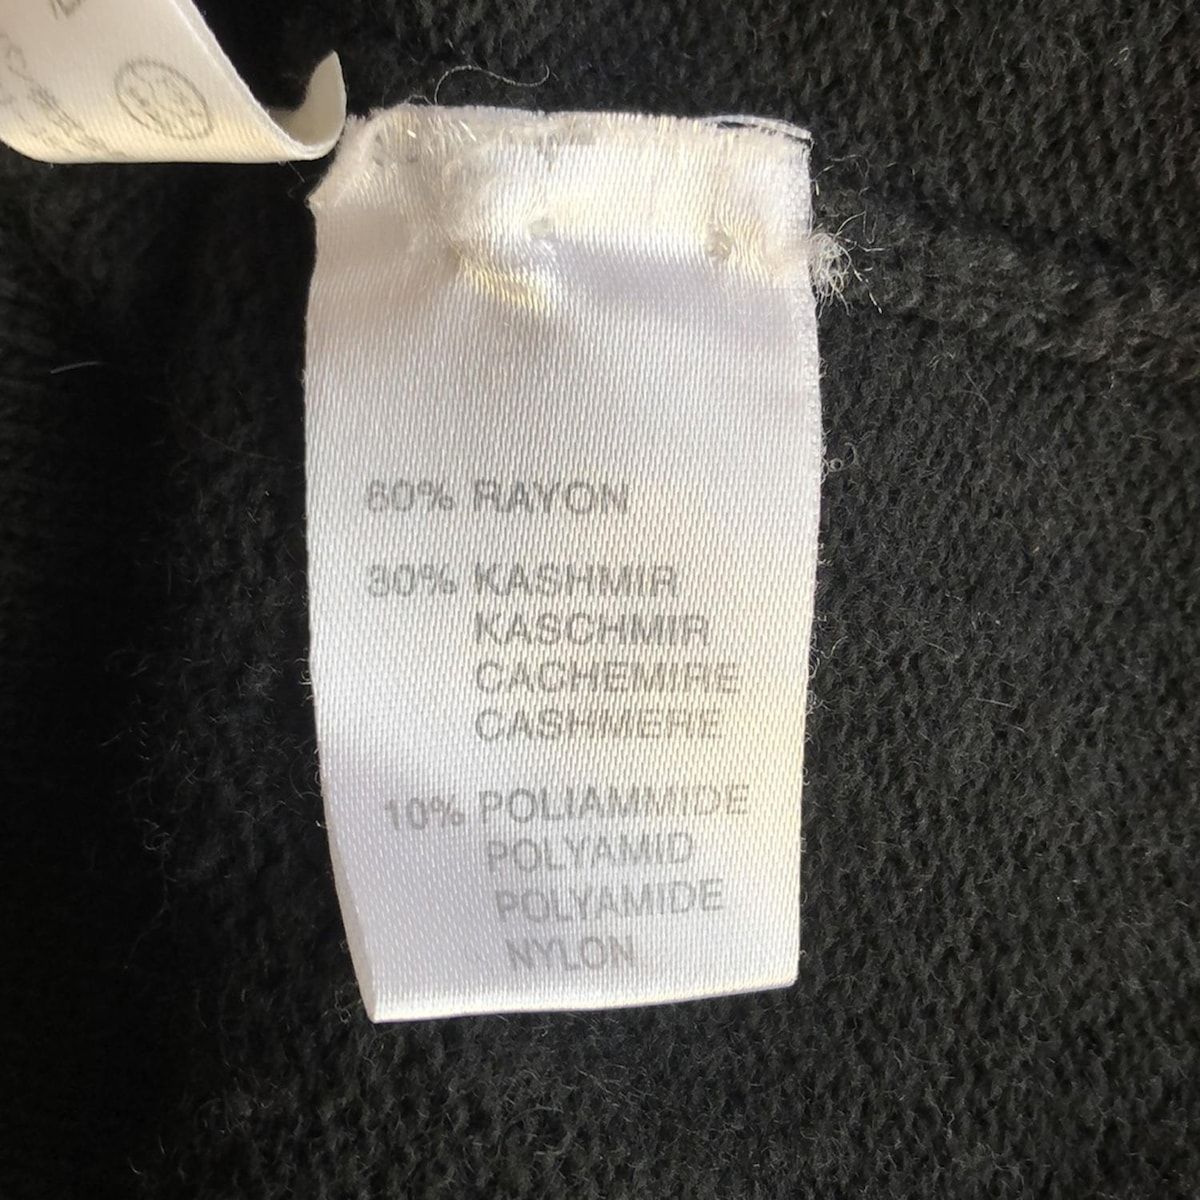 60% RAYON
30% KASHMIR
KASCHMIR
CACHEMIRE
CASHMERE
10% POLIAMMIDE
POLYAMID
POLYAMIDE
NYLON